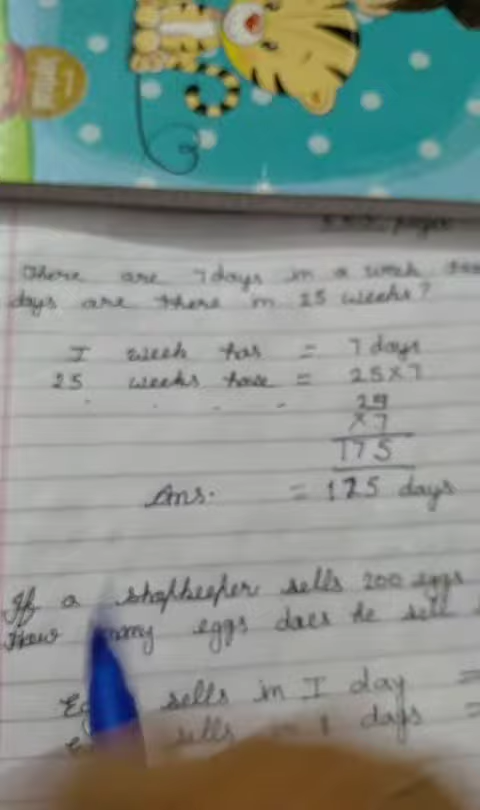 There are 7 days in a week
days are there in 25 weeks?
1 week has = 7 days
25 weeks have = 25×7
25
×7
175
Ans. = 175 days
If a shopkeeper sells 200 eggs
How many eggs does he sell
sells in 1 day =
sells days =